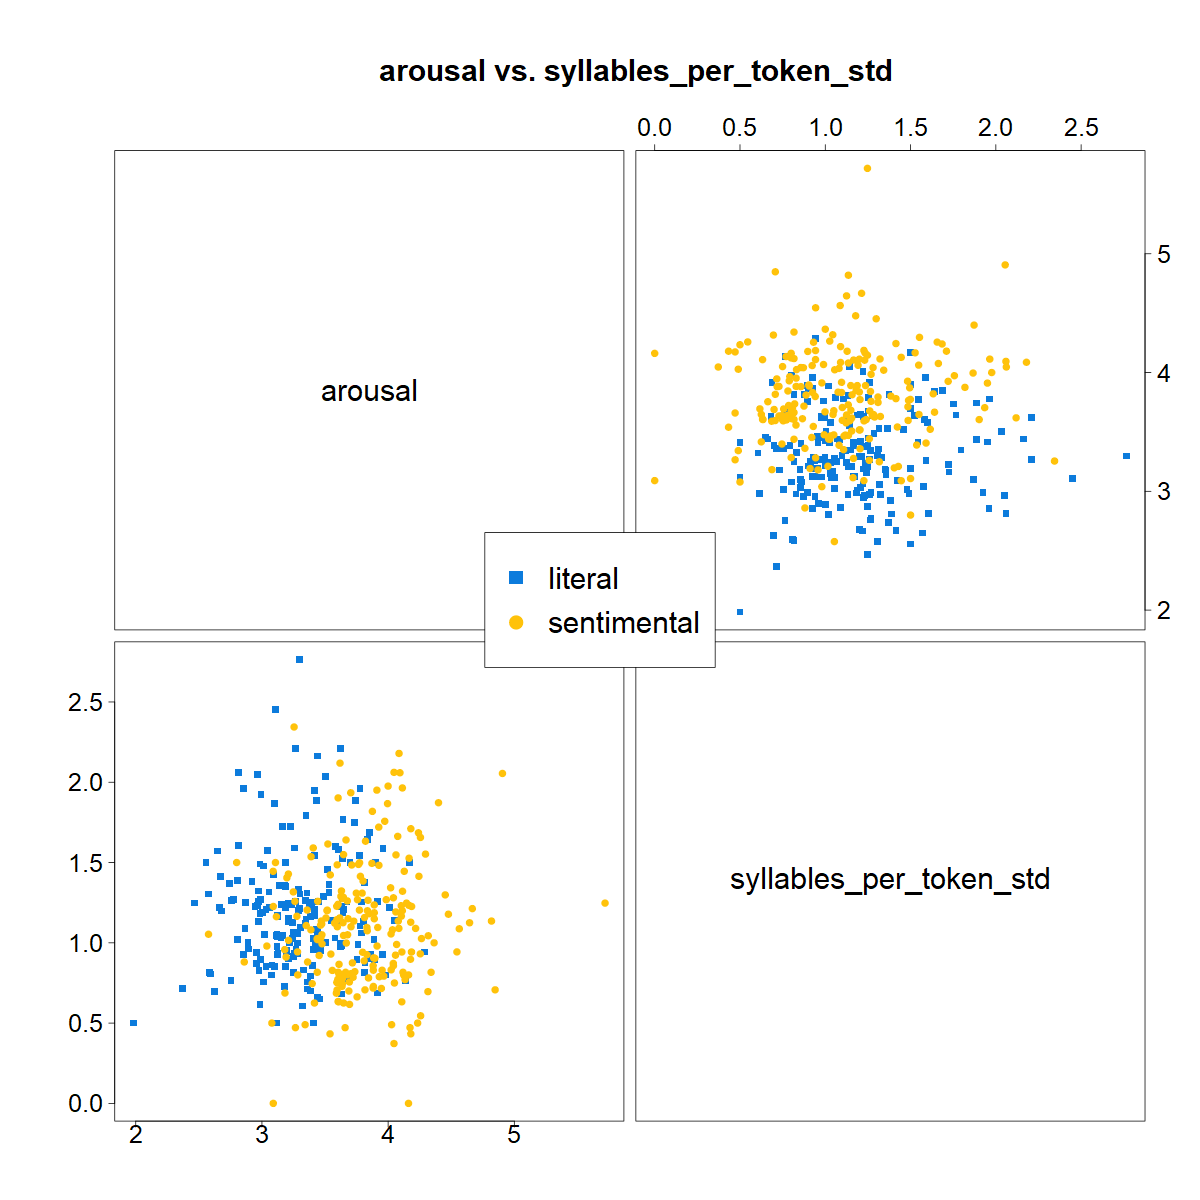 arousal vs. syllables_per_token_std
0.0 0.5 1.0 1.5 2.0 2.5
arousal
5
4
3
2
literal
sentimental
2.5
2.0
1.5
1.0
0.5
0.0
syllables_per_token_std
2 3 4 5